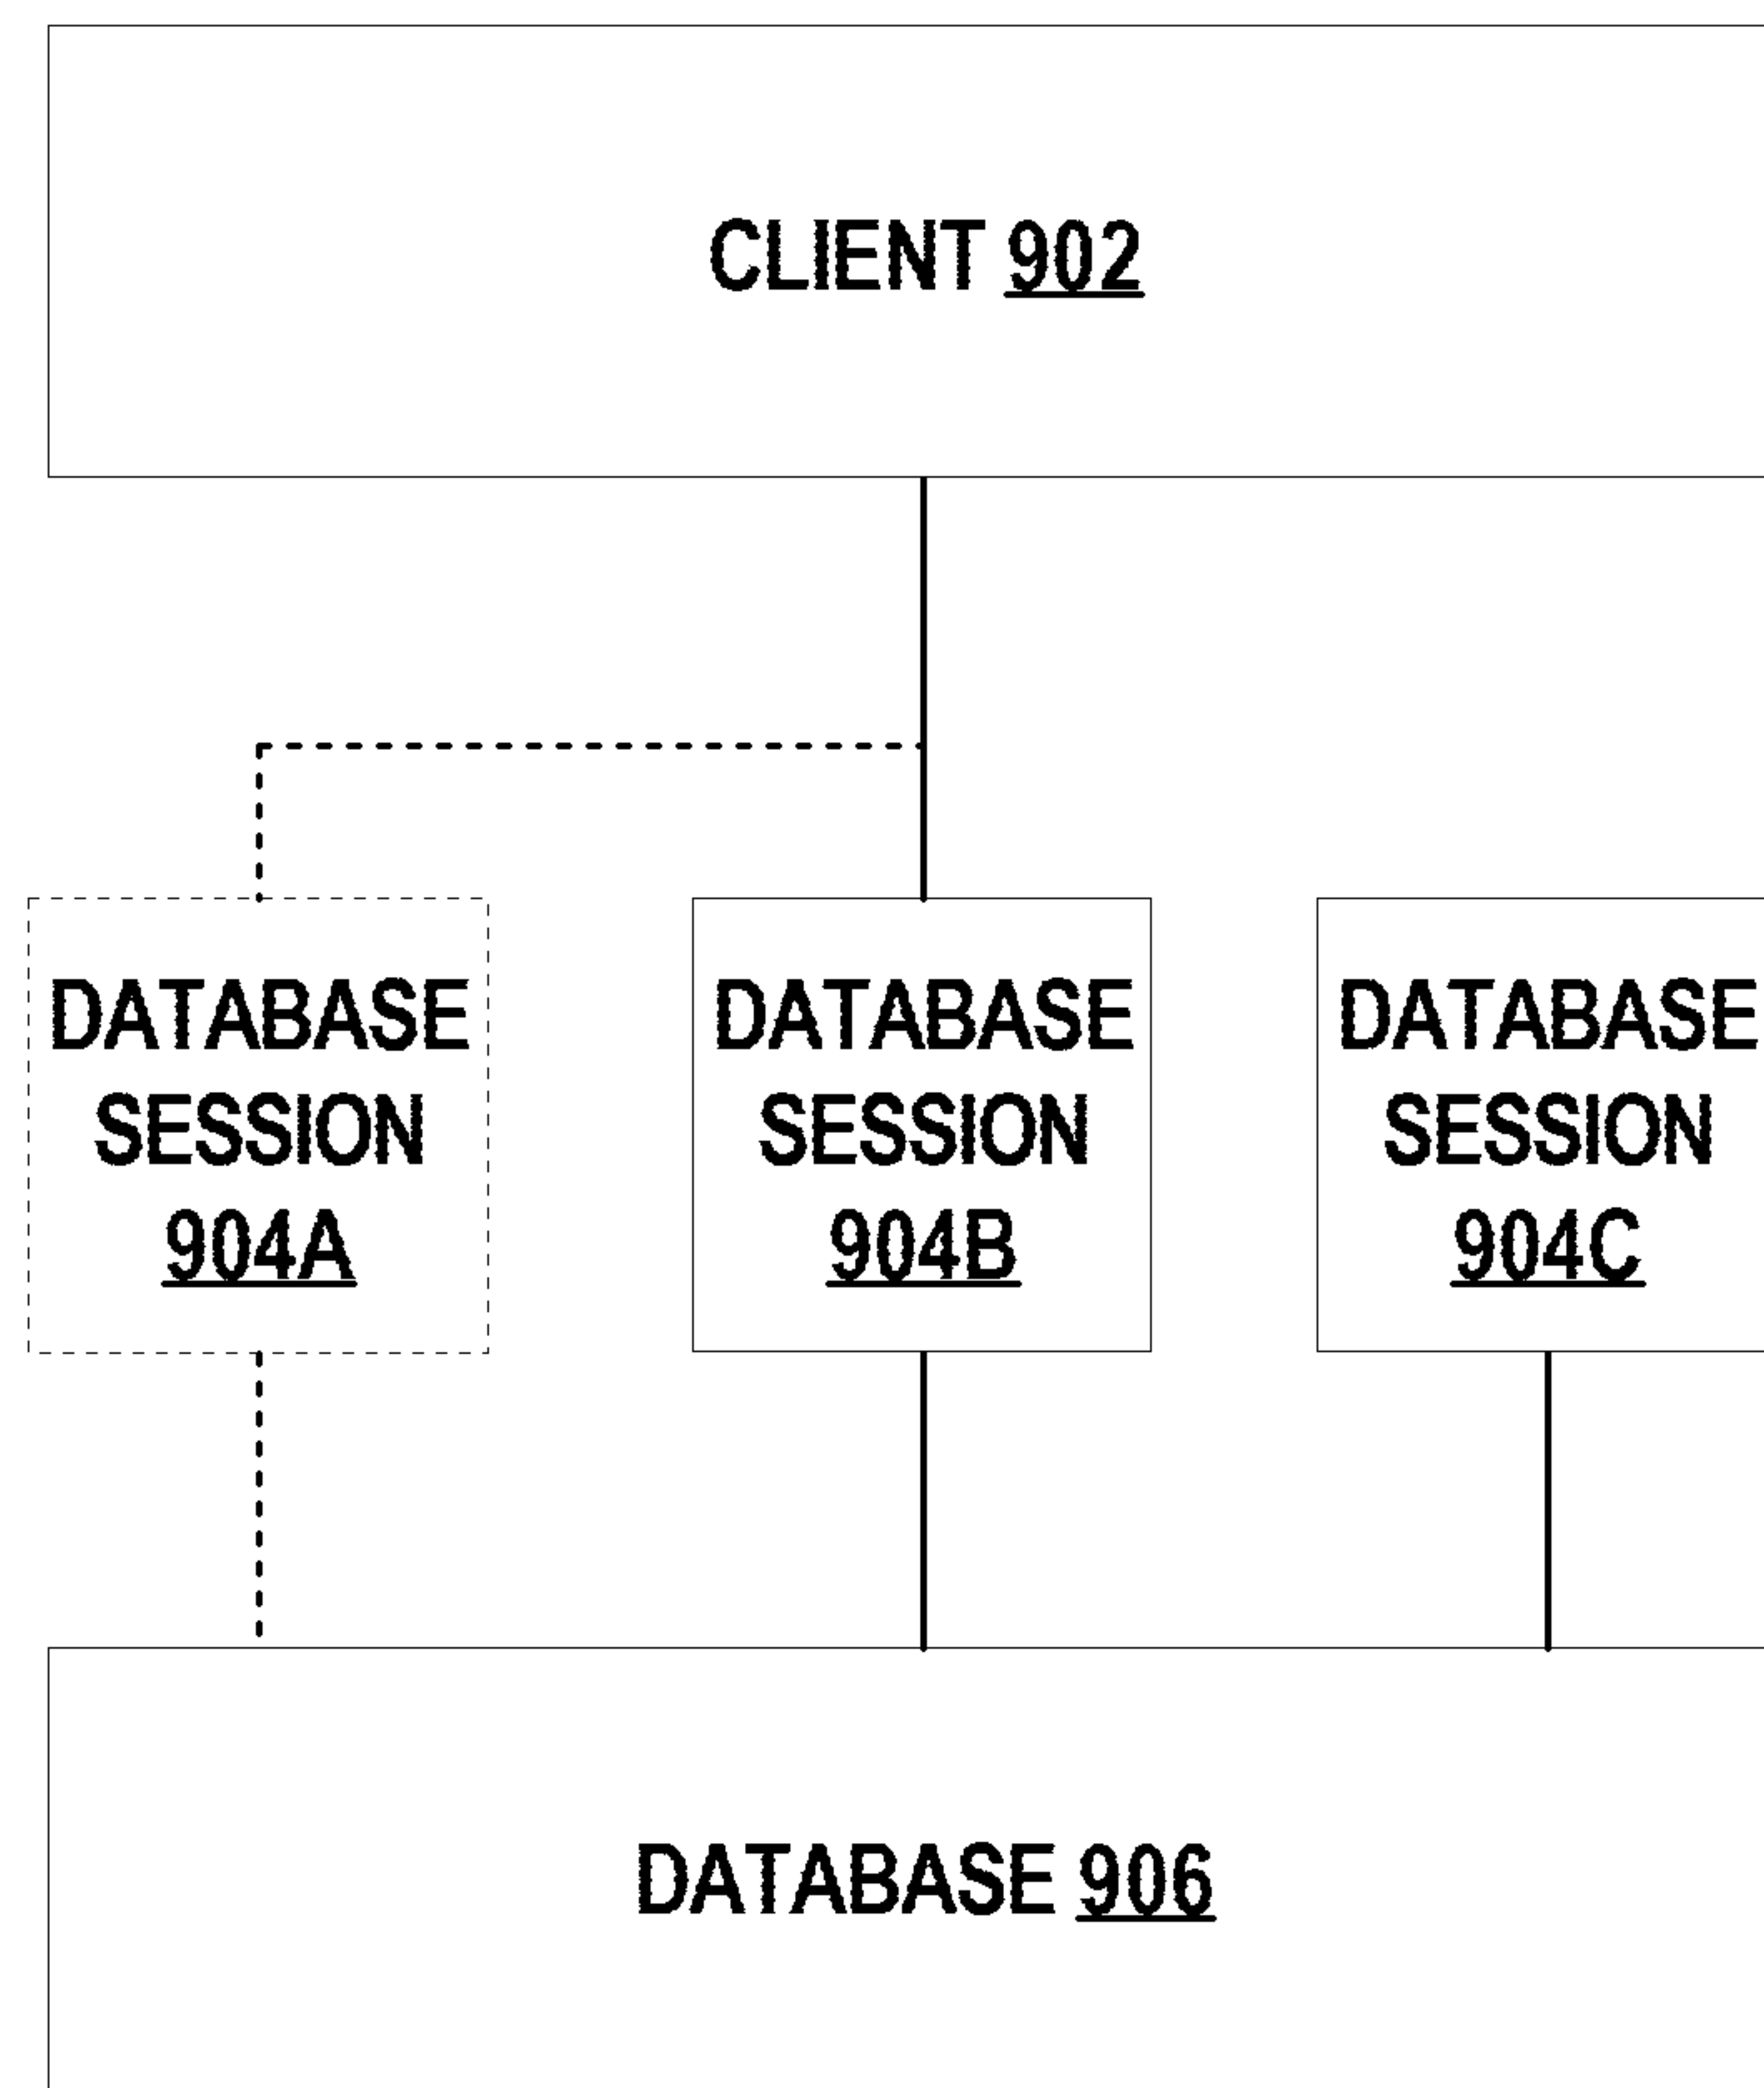 CLIENT 902
DATABASE
SESSION
904A
DATABASE
SESSION
904B
DATABASE
SESSION
904C
DATABASE 906